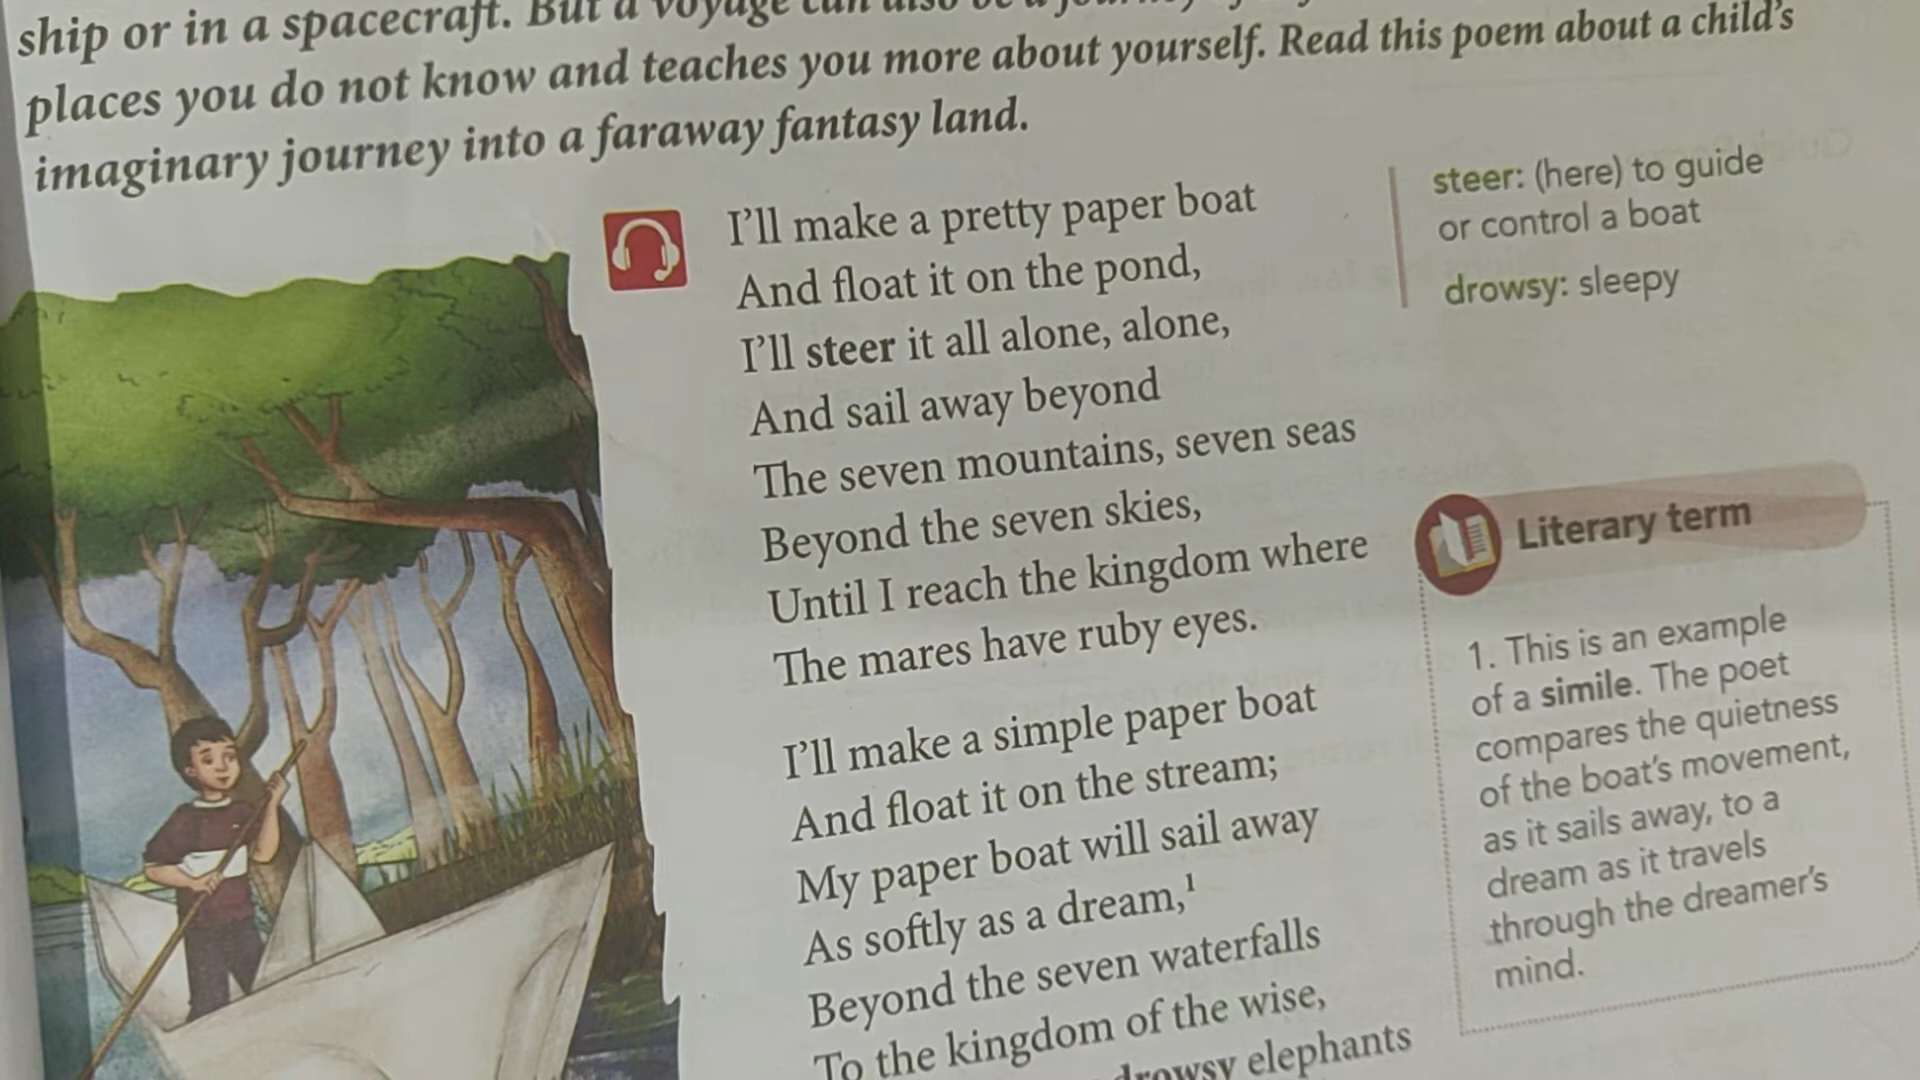 ship or in a spacecraft. But a voyage can also be a journey
places you do not know and teaches you more about yourself. Read this poem about a child's
imaginary journey into a faraway fantasy land.
I'll make a pretty paper boat
And float it on the pond,
I'll steer it all alone, alone,
And sail away beyond
The seven mountains, seven seas
Beyond the seven skies,
Until I reach the kingdom where
The mares have ruby eyes.
I'll make a simple paper boat
And float it on the stream;
My paper boat will sail away
As softly as a dream,¹
Beyond the seven waterfalls
To the kingdom of the wise,
drowsy elephants
steer: (here) to guide
or control a boat
drowsy: sleepy
Literary term
1. This is an example
of a simile. The poet
compares the quietness
of the boat's movement,
as it sails away, to a
dream as it travels
through the dreamer's
mind.